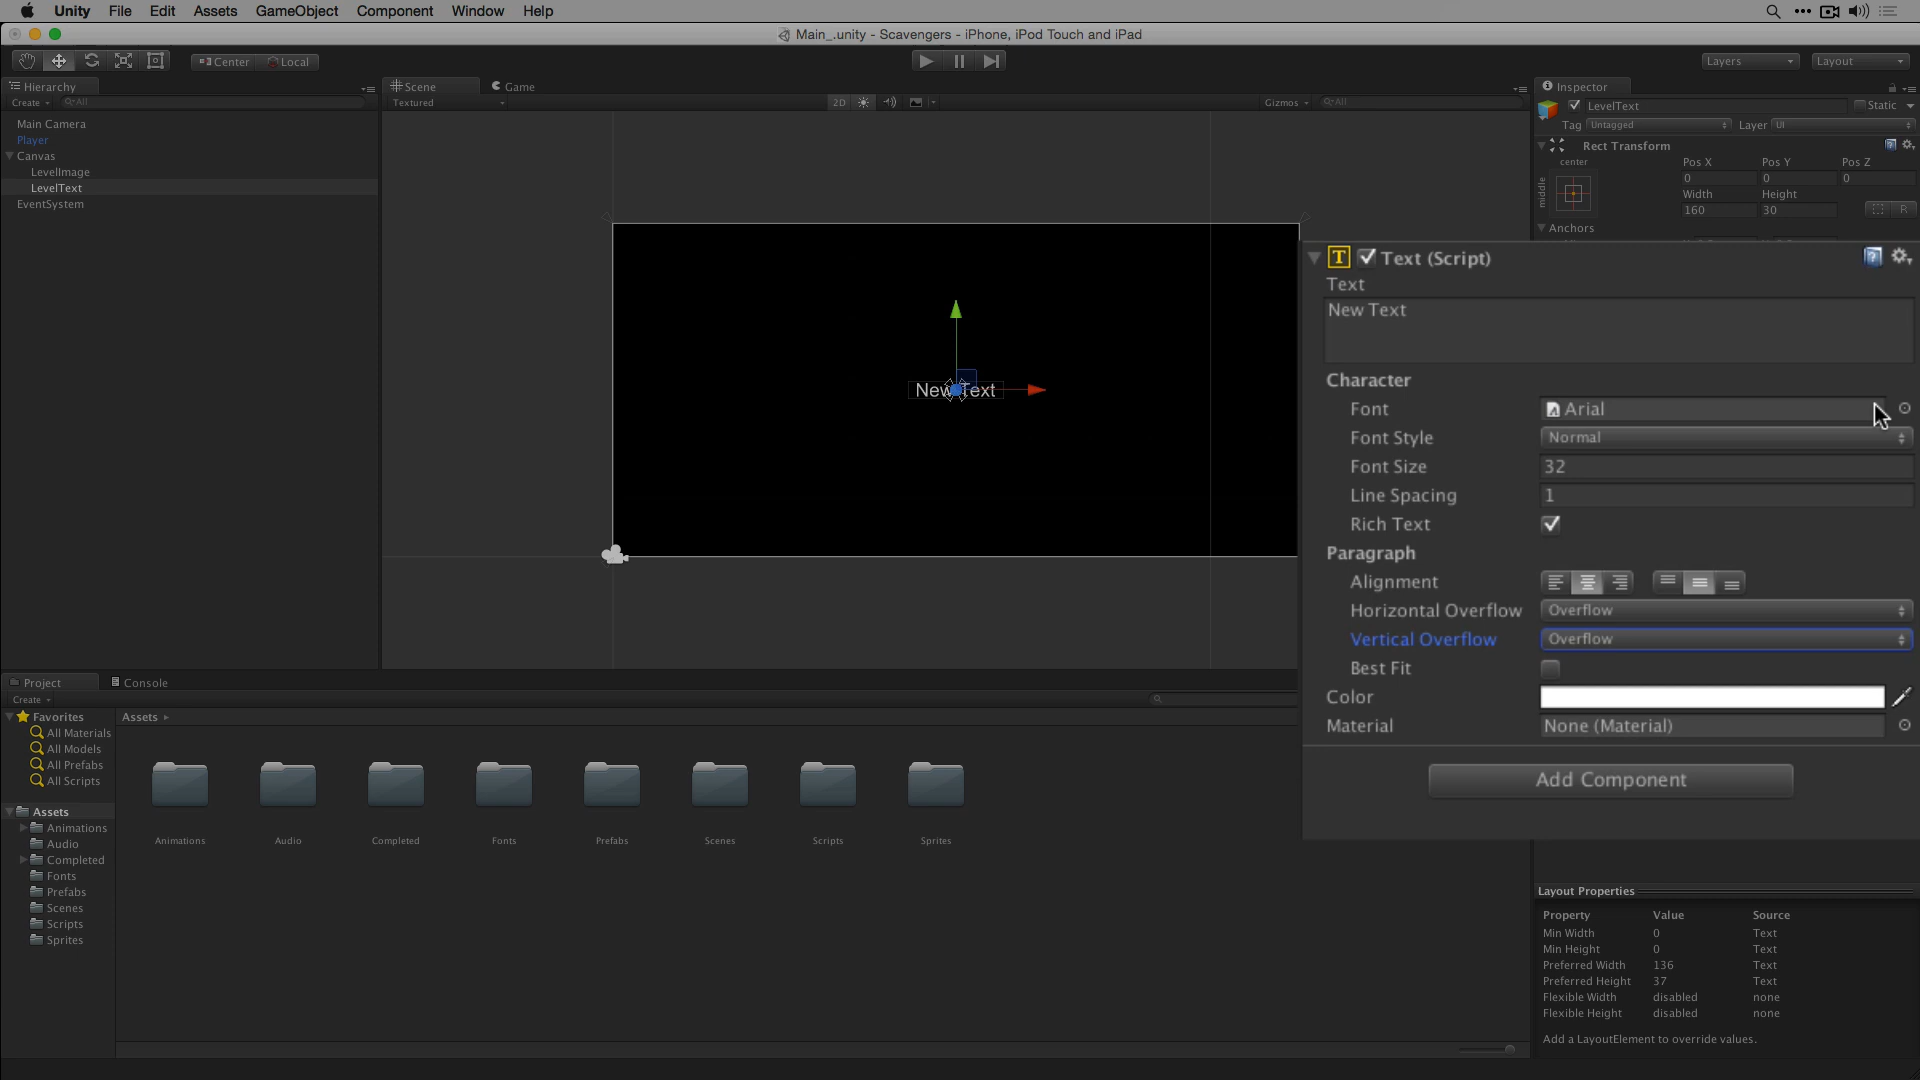 Unity File Edit Assets GameObject Component Window Help
Main_.unity - Scavengers - iPhone, iPod Touch and iPad
Center Local
Layers Layout
Hierarchy
Create All
Main Camera
Player
Canvas
LevelImage
LevelText
EventSystem
Scene Game
Textured 2D Gizmos All
New Text
Inspector
LevelText Static
Tag Untagged Layer UI
Rect Transform
center Pos X Pos Y Pos Z
middle 0 0 0
Width Height
160 30 R
Anchors
Text (Script)
Text
New Text
Character
Font Arial
Font Style Normal
Font Size 32
Line Spacing 1
Rich Text
Paragraph
Alignment
Horizontal Overflow Overflow
Vertical Overflow Overflow
Best Fit
Color
Material None (Material)
Add Component
Project Console
Create
Favorites
All Materials
All Models
All Prefabs
All Scripts
Assets
Animations
Audio
Completed
Fonts
Prefabs
Scenes
Scripts
Sprites
Assets
Animations Audio Completed Fonts Prefabs Scenes Scripts Sprites
Layout Properties
Property Value Source
Min Width 0 Text
Min Height 0 Text
Preferred Width 136 Text
Preferred Height 37 Text
Flexible Width disabled none
Flexible Height disabled none
Add a LayoutElement to override values.